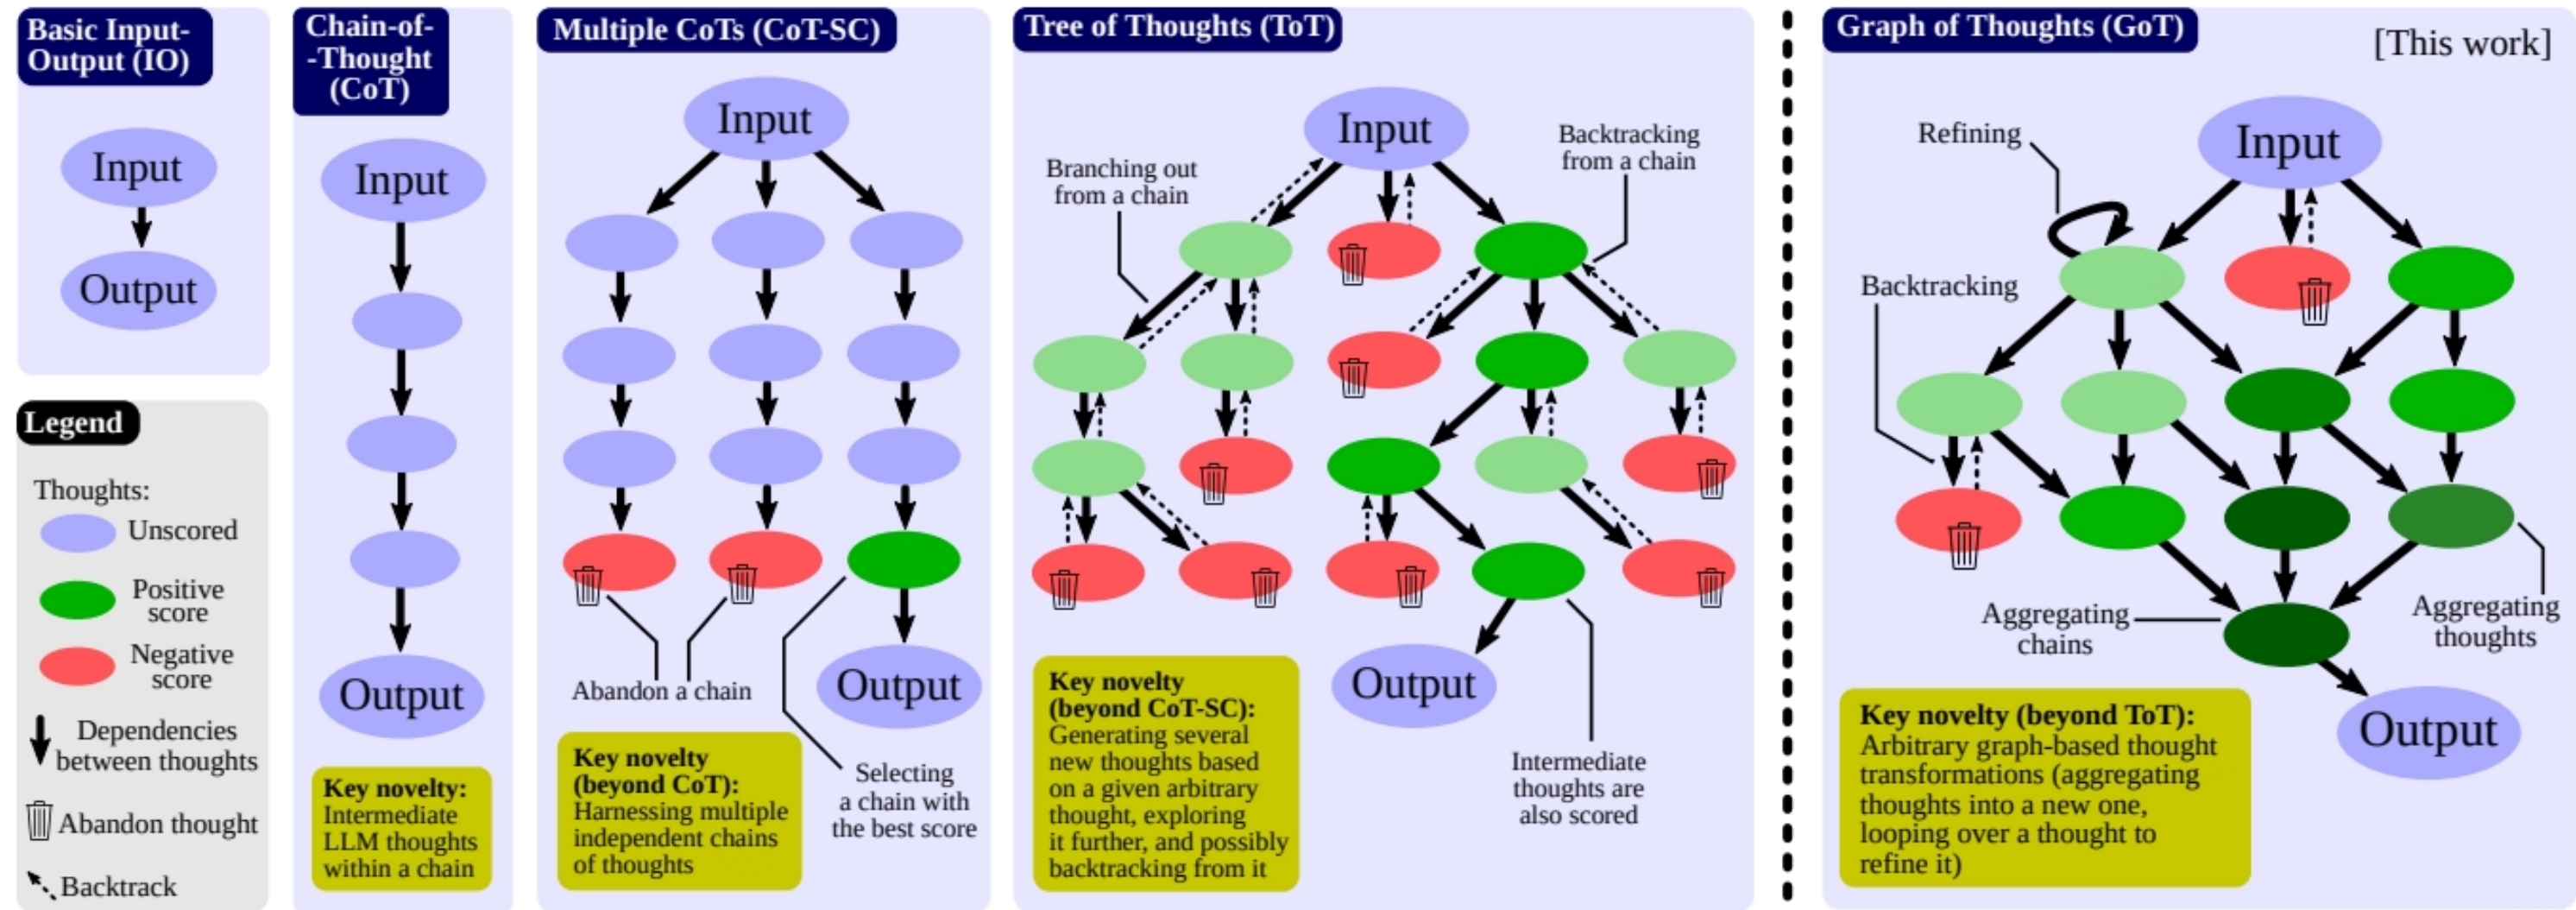 Basic Input-
Output (IO)
Input
Output
Legend
Thoughts:
Unscored
Positive
score
Negative
score
Dependencies
between thoughts
Abandon thought
Backtrack
Chain-of-
-Thought
(CoT)
Input
Output
Key novelty:
Intermediate
LLM thoughts
within a chain
Multiple CoTs (CoT-SC)
Input
Abandon a chain
Output
Key novelty
(beyond CoT):
Harnessing multiple
independent chains
of thoughts
Selecting
a chain with
the best score
Tree of Thoughts (ToT)
Input
Branching out
from a chain
Backtracking
from a chain
Output
Key novelty
(beyond CoT-SC):
Generating several
new thoughts based
on a given arbitrary
thought, exploring
it further, and possibly
backtracking from it
Intermediate
thoughts are
also scored
Graph of Thoughts (GoT)
[This work]
Refining
Input
Backtracking
Aggregating
chains
Aggregating
thoughts
Key novelty (beyond ToT):
Arbitrary graph-based thought
transformations (aggregating
thoughts into a new one,
looping over a thought to
refine it)
Output